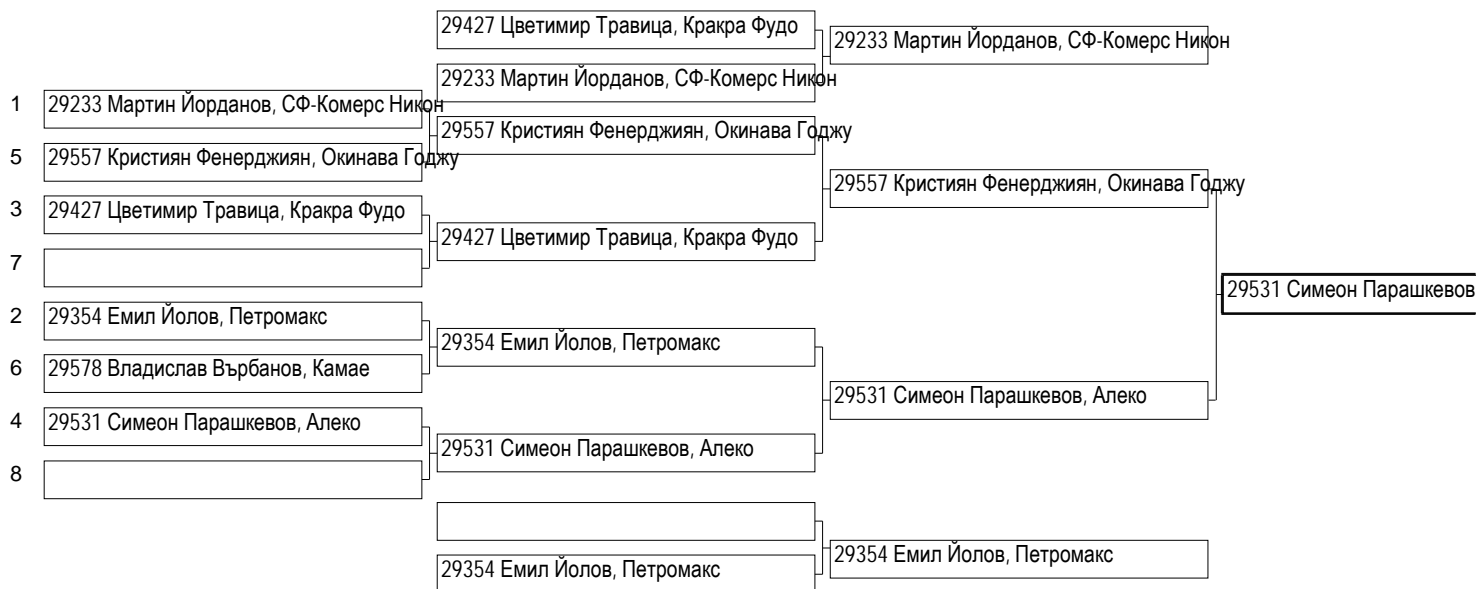 29427 Цветимир Травица, Кракра Фудо
29233 Мартин Йорданов, СФ-Комерс Никон
29233 Мартин Йорданов, СФ-Комерс Никон
1 29233 Мартин Йорданов, СФ-Комерс Никон
29557 Кристиян Фенерджиян, Окинава Годжу
5 29557 Кристиян Фенерджиян, Окинава Годжу
29557 Кристиян Фенерджиян, Окинава Годжу
3 29427 Цветимир Травица, Кракра Фудо
29427 Цветимир Травица, Кракра Фудо
7
29531 Симеон Парашкевов
2 29354 Емил Йолов, Петромакс
29354 Емил Йолов, Петромакс
6 29578 Владислав Върбанов, Камае
29531 Симеон Парашкевов, Алеко
4 29531 Симеон Парашкевов, Алеко
29531 Симеон Парашкевов, Алеко
8
29354 Емил Йолов, Петромакс
29354 Емил Йолов, Петромакс